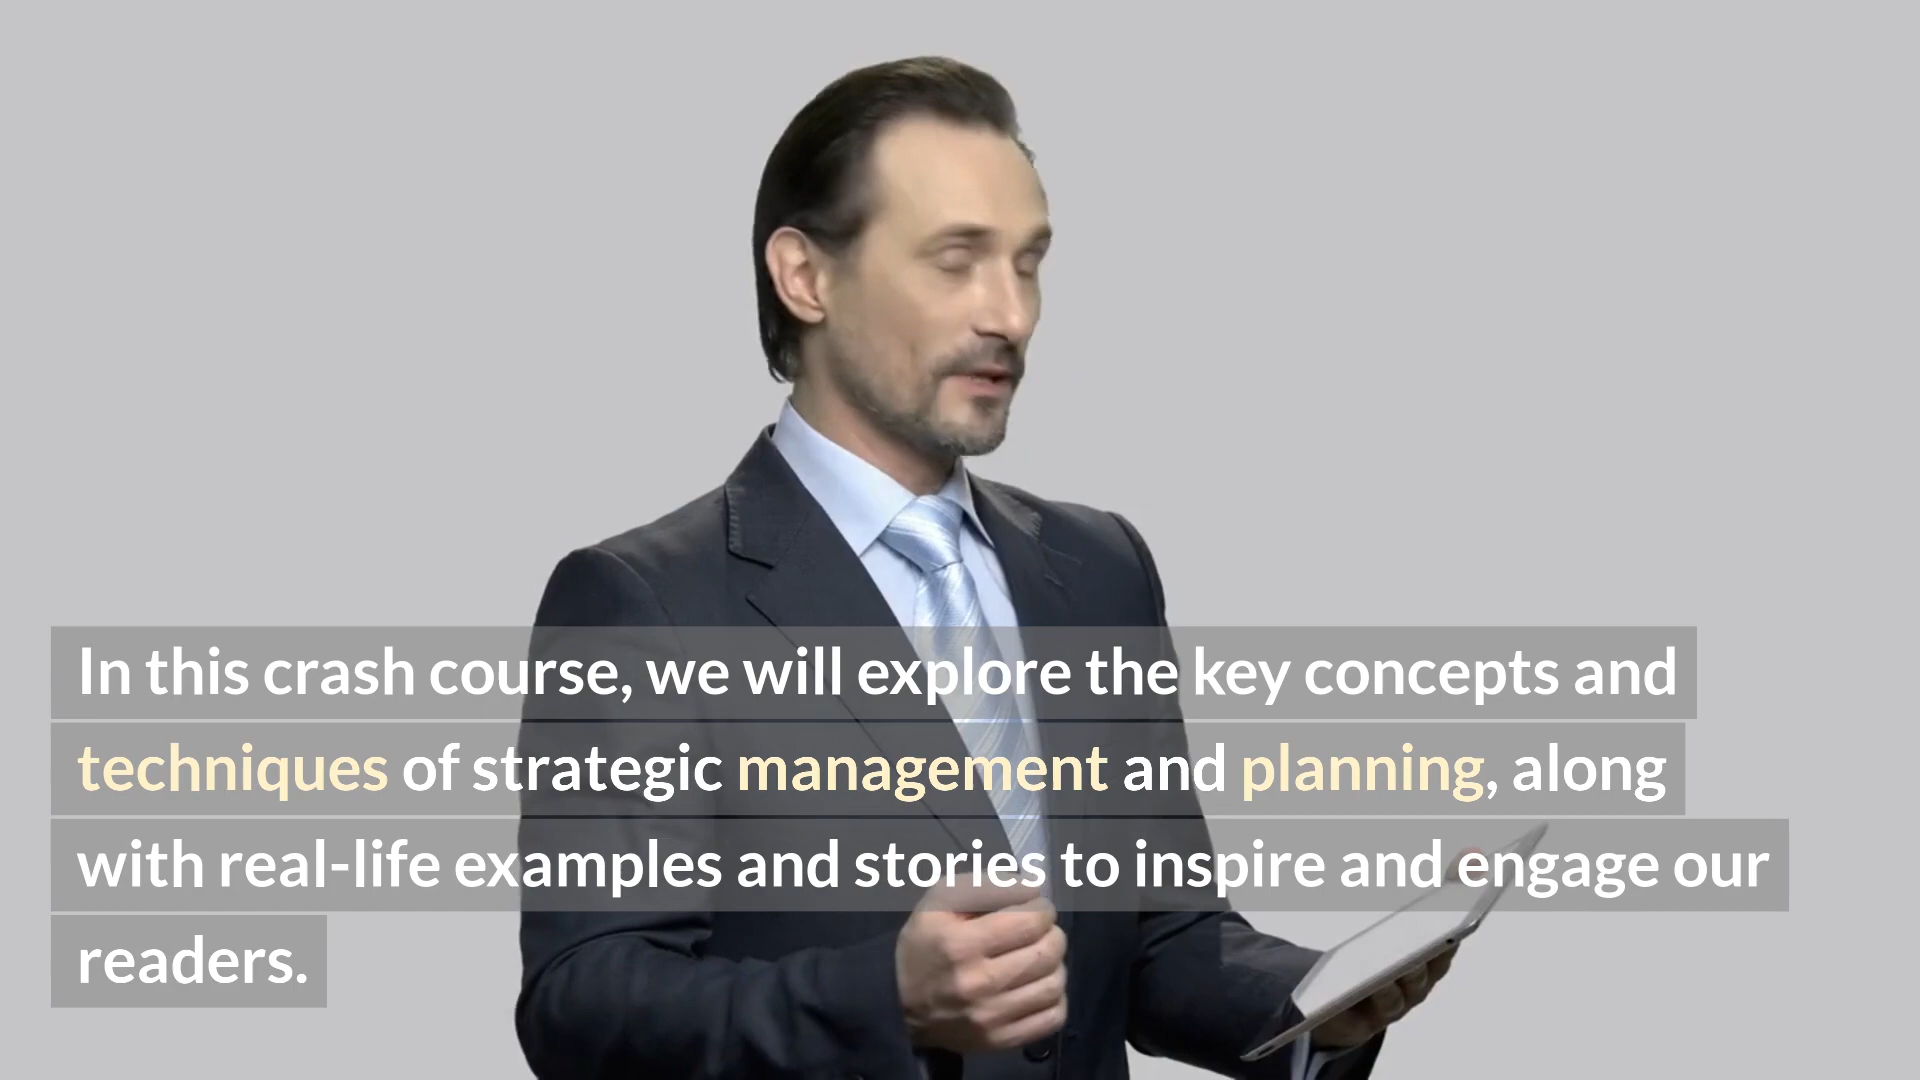 In this crash course, we will explore the key concepts and
techniques of strategic management and planning, along
with real-life examples and stories to inspire and engage our
readers.